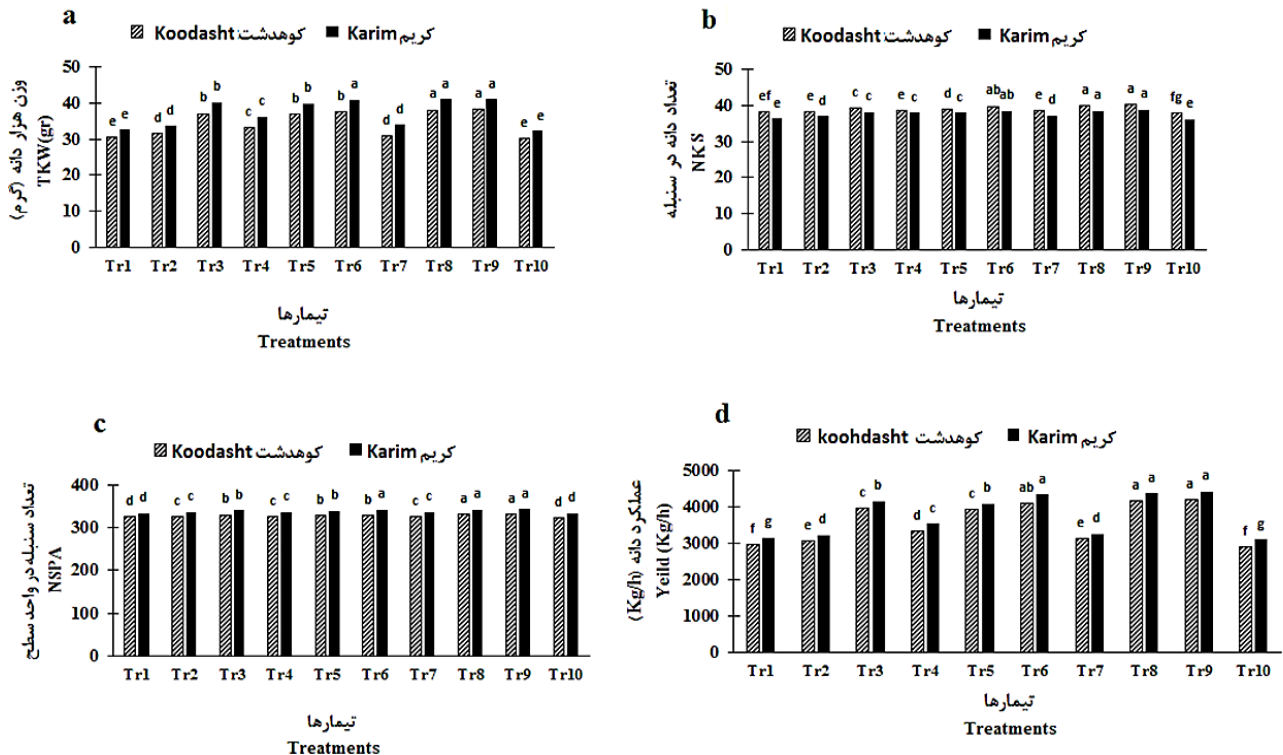 a
Koodasht کوهدشت Karim کریم
وزن هزار دانه (گرم)
TKW(gr)
50
40
30
20
10
0
e e d d b b c c b b b a d d a a a a e e
Tr1 Tr2 Tr3 Tr4 Tr5 Tr6 Tr7 Tr8 Tr9 Tr10
تیمارها
Treatments
b
Koodasht کوهدشت Karim کریم
تعداد دانه در سنبله
NKS
50
40
30
20
10
0
ef e e d c c e c d c ab ab e d a a a a fg e
Tr1 Tr2 Tr3 Tr4 Tr5 Tr6 Tr7 Tr8 Tr9 Tr10
تیمارها
Treatments
c
Koodasht کوهدشت Karim کریم
تعداد سنبله در واحد سطح
NSPA
400
300
200
100
0
d d c c b b c c b b b a c c a a a a d d
Tr1 Tr2 Tr3 Tr4 Tr5 Tr6 Tr7 Tr8 Tr9 Tr10
تیمارها
Treatments
d
koohdasht کوهدشت Karim کریم
عملکرد دانه (Kg/h)
Yeild (Kg/h)
5000
4000
3000
2000
1000
0
f g e d c b d c c b ab a e d a a a a f g
Tr1 Tr2 Tr3 Tr4 Tr5 Tr6 Tr7 Tr8 Tr9 Tr10
تیمارها
Treatments